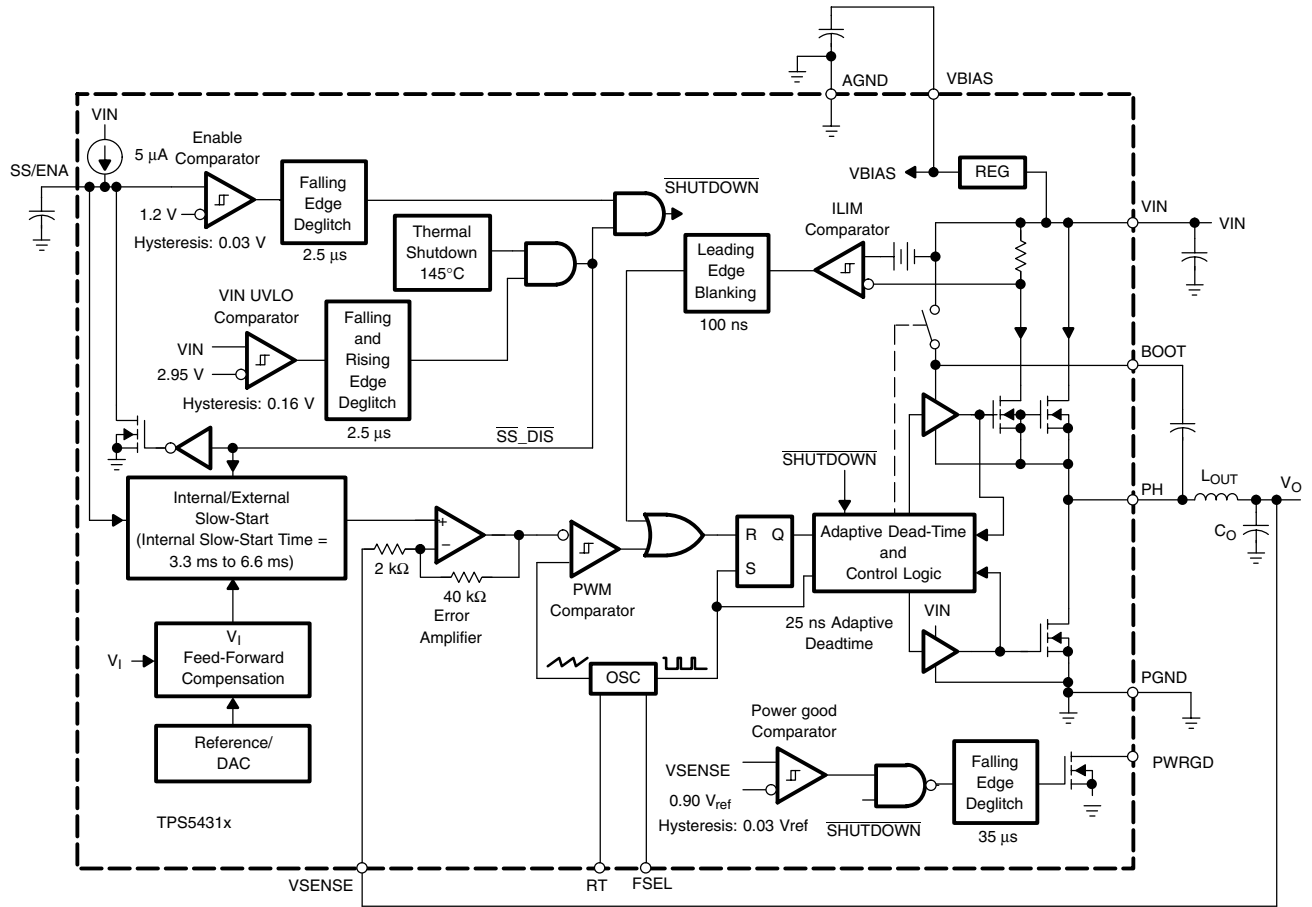 AGND
VBIAS
VIN
5 μA
Enable
Comparator
SS/ENA
1.2 V
Hysteresis: 0.03 V
Falling
Edge
Deglitch
2.5 μs
SHUTDOWN
VBIAS
REG
VIN
VIN
Thermal
Shutdown
145°C
Leading
Edge
Blanking
100 ns
ILIM
Comparator
VIN UVLO
Comparator
VIN
2.95 V
Hysteresis: 0.16 V
Falling
and
Rising
Edge
Deglitch
2.5 μs
BOOT
SS_DIS
SHUTDOWN
Internal/External
Slow-Start
(Internal Slow-Start Time =
3.3 ms to 6.6 ms)
2 kΩ
+
−
40 kΩ
Error
Amplifier
PWM
Comparator
R Q
S
Adaptive Dead-Time
and
Control Logic
25 ns Adaptive
Deadtime
VIN
PH
LOUT
VO
CO
VI
VI
Feed-Forward
Compensation
Reference/
DAC
OSC
PGND
Power good
Comparator
VSENSE
0.90 Vref
Hysteresis: 0.03 Vref
SHUTDOWN
Falling
Edge
Deglitch
35 μs
PWRGD
TPS5431x
VSENSE
RT
FSEL